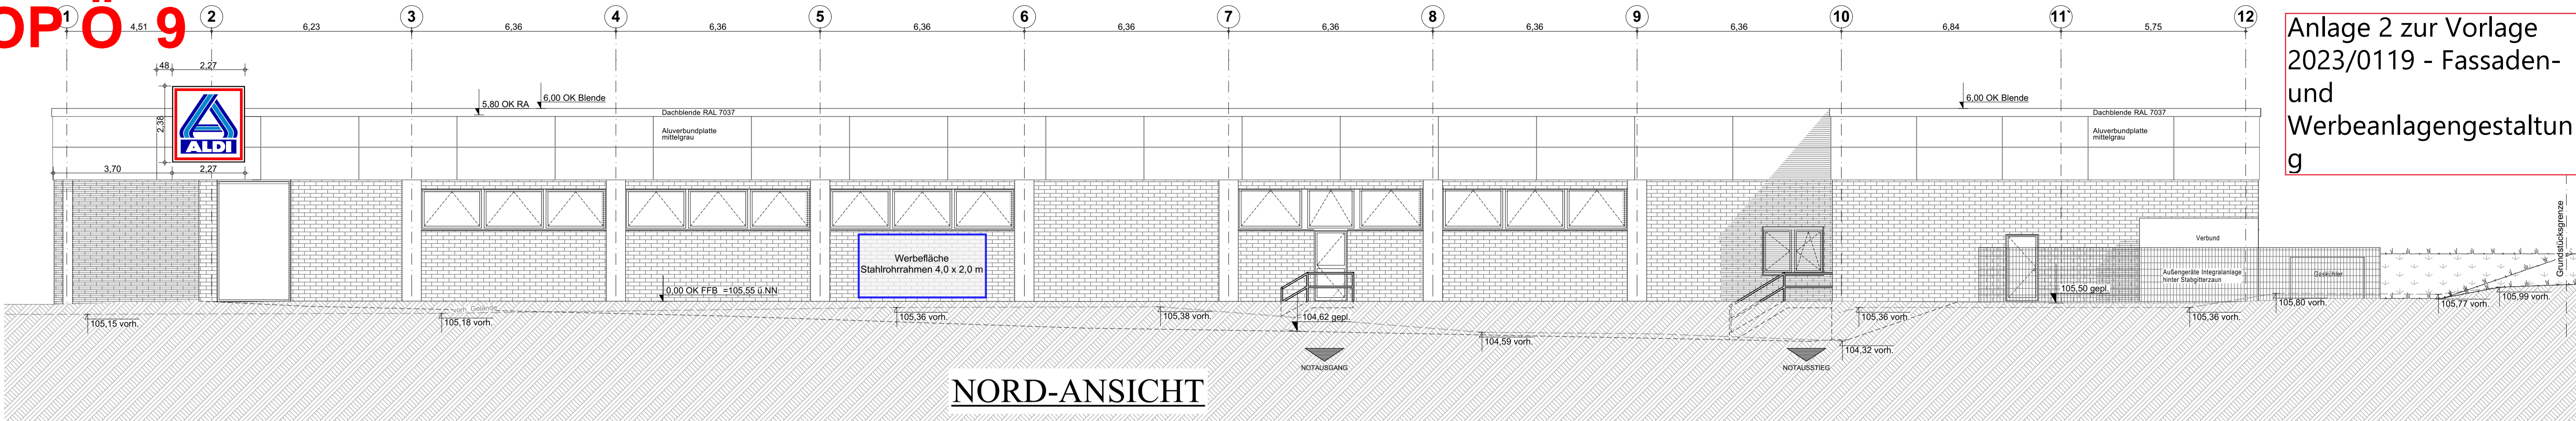 OP Ö 9
1 2 3 4 5 6 7 8 9 10 11* 12
4,51 6,23 6,36 6,36 6,36 6,36 6,36 6,36 6,36 6,84 5,75
Anlage 2 zur Vorlage
2023/0119 - Fassaden-
und
Werbeanlagengestaltun
g
48 2,27
2,38
ALDI
5,80 OK RA
6,00 OK Blende
6,00 OK Blende
Dachblende RAL 7037
Dachblende RAL 7037
Aluverbundplatte
mittelgrau
Aluverbundplatte
mittelgrau
3,70 2,27
Werbefläche
Stahlrohrrahmen 4,0 x 2,0 m
0,00 OK FFB =105,55 ü.NN
Verbund
Außengeräte Integralanlage
hinter Stabgitterzaun
Gaskühler
Grundstücksgrenze
105,50 gepl.
vorh. Gelände
105,15 vorh.
105,18 vorh.
105,36 vorh.
105,38 vorh.
104,62 gepl.
104,59 vorh.
104,32 vorh.
105,36 vorh.
105,36 vorh.
105,80 vorh.
105,77 vorh.
105,99 vorh.
NOTAUSGANG
NOTAUSSTIEG
NORD-ANSICHT